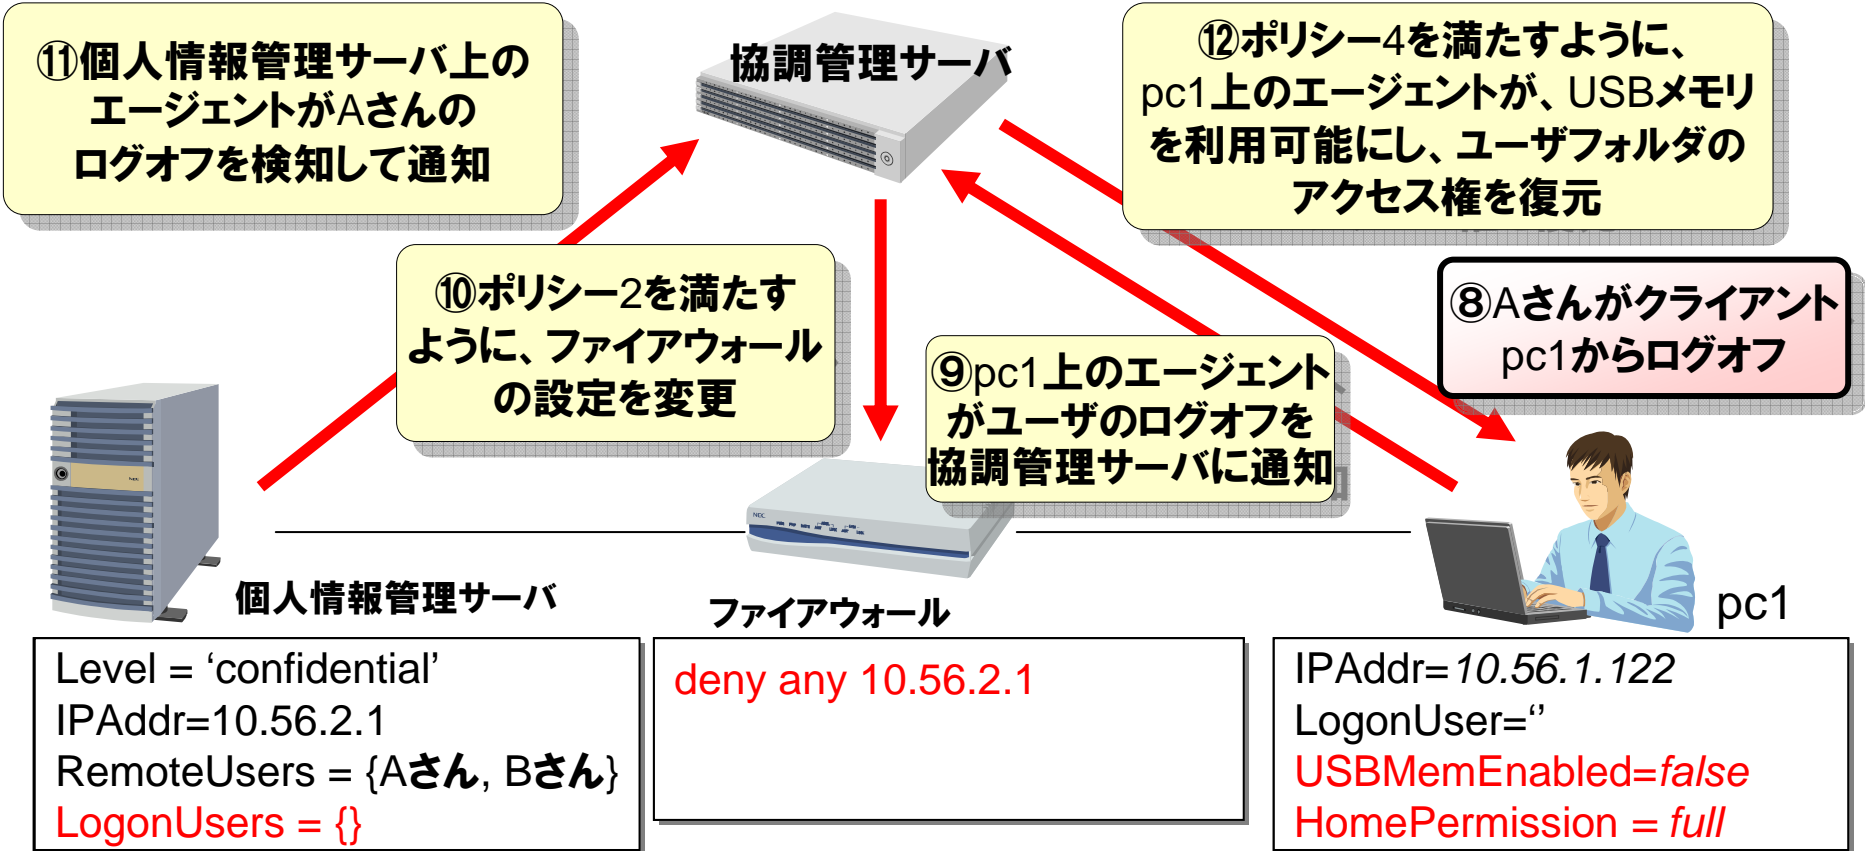 ⑪個人情報管理サーバ上の
エージェントがAさんの
ログオフを検知して通知
協調管理サーバ
⑫ポリシー4を満たすように、
pc1上のエージェントが、USBメモリ
を利用可能にし、ユーザフォルダの
アクセス権を復元
⑩ポリシー2を満たす
ように、ファイアウォール
の設定を変更
⑨pc1上のエージェント
がユーザのログオフを
協調管理サーバに通知
⑧Aさんがクライアント
pc1からログオフ
NEC
NEC
個人情報管理サーバ
ファイアウォール
pc1
Level = ‘confidential’
IPAddr=10.56.2.1
RemoteUsers = {Aさん, Bさん}
LogonUsers = {}
deny any 10.56.2.1
IPAddr=10.56.1.122
LogonUser=‘’
USBMemEnabled=false
HomePermission = full